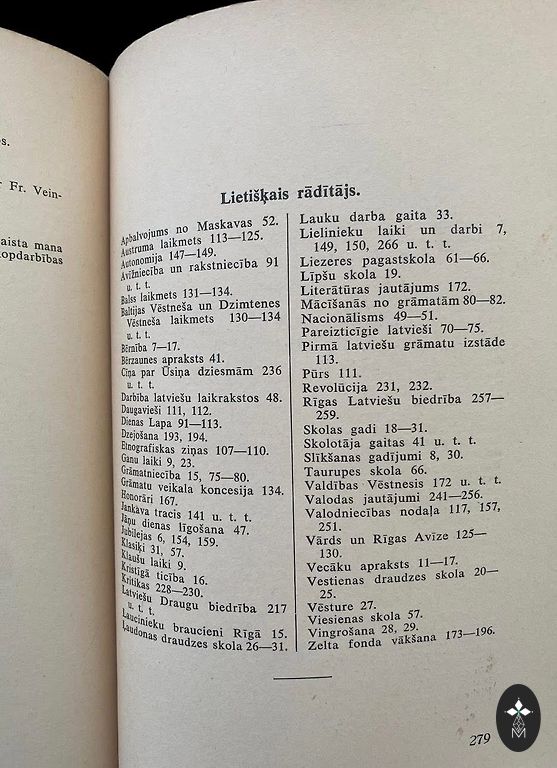 s.
r Fr. Vein-
aista mana
kopdarbības
Lietišķais rādītājs.
Apbalvojums no Maskavas 52.
Austruma laikmets 113—125.
Autonomija 147—149.
Avīžniecība un rakstniecība 91
u. t. t.
Balss laikmets 131—134.
Baltijas Vēstneša un Dzimtenes
Vēstneša laikmets 130—134
u. t. t.
Bērnība 7—17.
Bērzaunes apraksts 41.
Cīņa par Ūsiņa dziesmām 236
u. t. t.
Darbība latviešu laikrakstos 48.
Daugavieši 111, 112.
Dienas Lapa 91—113.
Dzejošana 193, 194.
Etnografiskas ziņas 107—110.
Ganu laiki 9, 23.
Grāmatniecība 15, 75—80.
Grāmatu veikala koncesija 134.
Honorāri 167.
Jankava tracis 141 u. t. t.
Jāņu dienas līgošana 47.
Jubilejas 6, 154, 159.
Klasiķi 31, 57.
Klaušu laiki 9.
Kristīgā ticība 16.
Kritikas 228—230.
Latviešu Draugu biedrība 217
u. t. t.
Laucinieku braucieni Rīgā 15.
Ļaudonas draudzes skola 26—31.
Lauku darba gaita 33.
Lielinieku laiki un darbi 7,
149, 150, 266 u. t. t.
Liezeres pagastskola 61—66.
Līpšu skola 19.
Literātūras jautājums 172.
Mācīšanās no grāmatām 80—82.
Nacionālisms 49—51.
Pareizticīgie latvieši 70—75.
Pirmā latviešu grāmatu izstāde
113.
Pūrs 111.
Revolūcija 231, 232.
Rīgas Latviešu biedrība 257—
259.
Skolas gadi 18—31.
Skolotāja gaitas 41 u. t. t.
Slīkšanas gadījumi 8, 30.
Taurupes skola 66.
Valdības Vēstnesis 172 u. t. t.
Valodas jautājumi 241—256.
Valodniecības nodaļa 117, 157,
251.
Vārds un Rīgas Avīze 125—
130.
Vecāku apraksts 11—17.
Vestienas draudzes skola 20—
25.
Vēsture 27.
Viesienas skola 57.
Vingrošana 28, 29.
Zelta fonda vākšana 173—196.
279
M